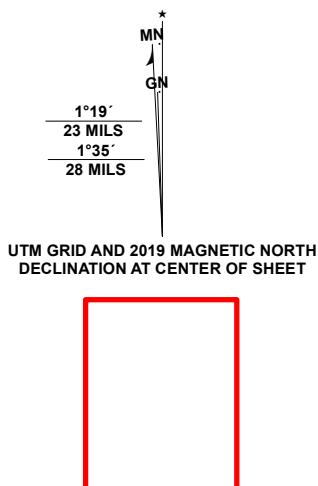 ★
MN
GN
1°19´
23 MILS
1°35´
28 MILS
UTM GRID AND 2019 MAGNETIC NORTH
DECLINATION AT CENTER OF SHEET